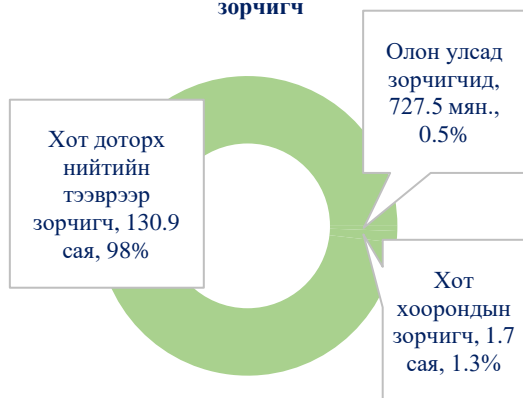 зорчигч
Олон улсад
зорчигчид,
727.5 мян.,
0.5%
Хот доторх
нийтийн
тээврээр
зорчигч, 130.9
сая, 98%
Хот
хоорондын
зорчигч, 1.7
сая, 1.3%